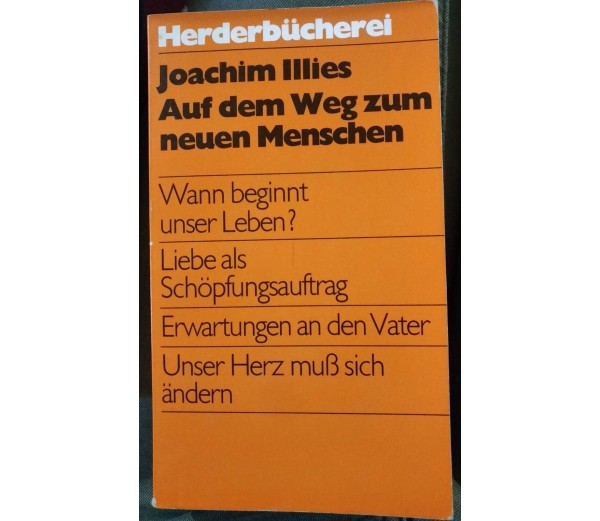 Herderbücherei
Joachim Illies
Auf dem Weg zum
neuen Menschen
Wann beginnt
unser Leben?
Liebe als
Schöpfungsauftrag
Erwartungen an den Vater
Unser Herz muß sich
ändern